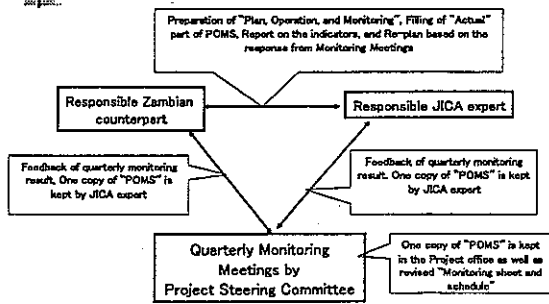 Preparation of "Plan, Operation, and Monitoring", Filling of "Actual"
part of POMS, Report on the indicators, and Re-plan based on the
response from Monitoring Meetings
Responsible Zambian
counterpart
Responsible JICA expert
Feedback of quarterly monitoring
result. One copy of "POMS" is
kept by JICA expert
Feedback of quarterly monitoring
result. One copy of "POMS" is
kept by JICA expert
Quarterly Monitoring
Meetings by
Project Steering Committee
One copy of "POMS" is kept
in the Project office as well as
revised "Monitoring sheet and
schedule"